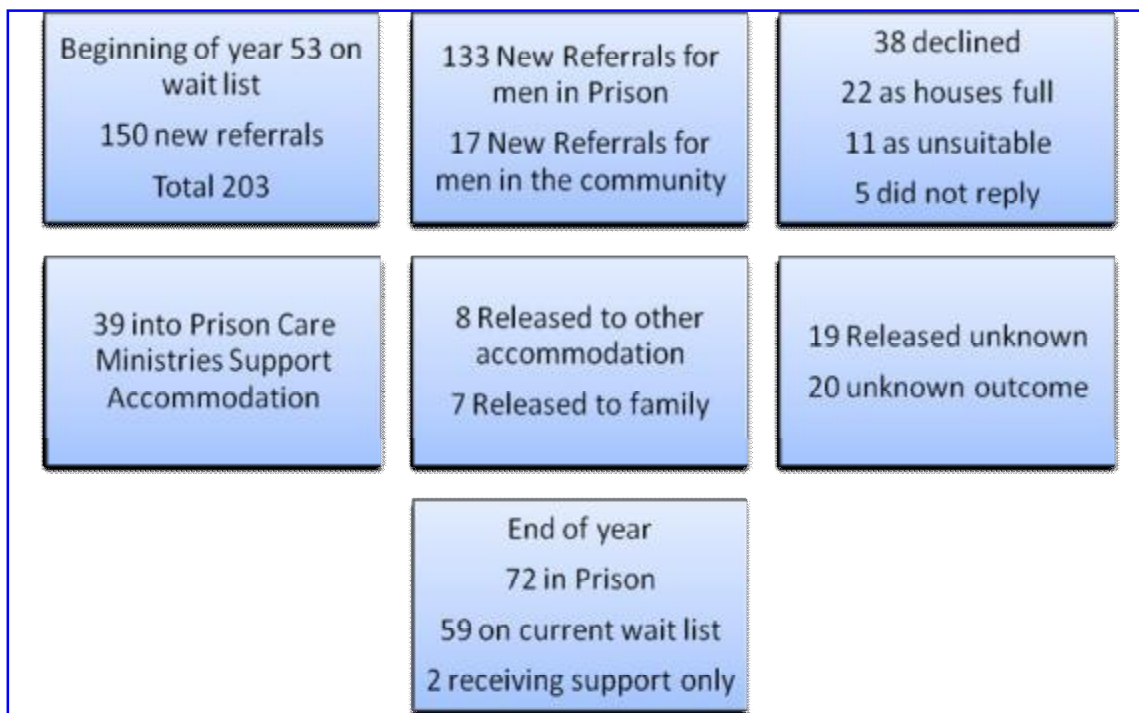 Beginning of year 53 on
wait list
150 new referrals
Total 203
133 New Referrals for
men in Prison
17 New Referrals for
men in the community
38 declined
22 as houses full
11 as unsuitable
5 did not reply
39 into Prison Care
Ministries Support
Accommodation
8 Released to other
accommodation
7 Released to family
19 Released unknown
20 unknown outcome
End of year
72 in Prison
59 on current wait list
2 receiving support only